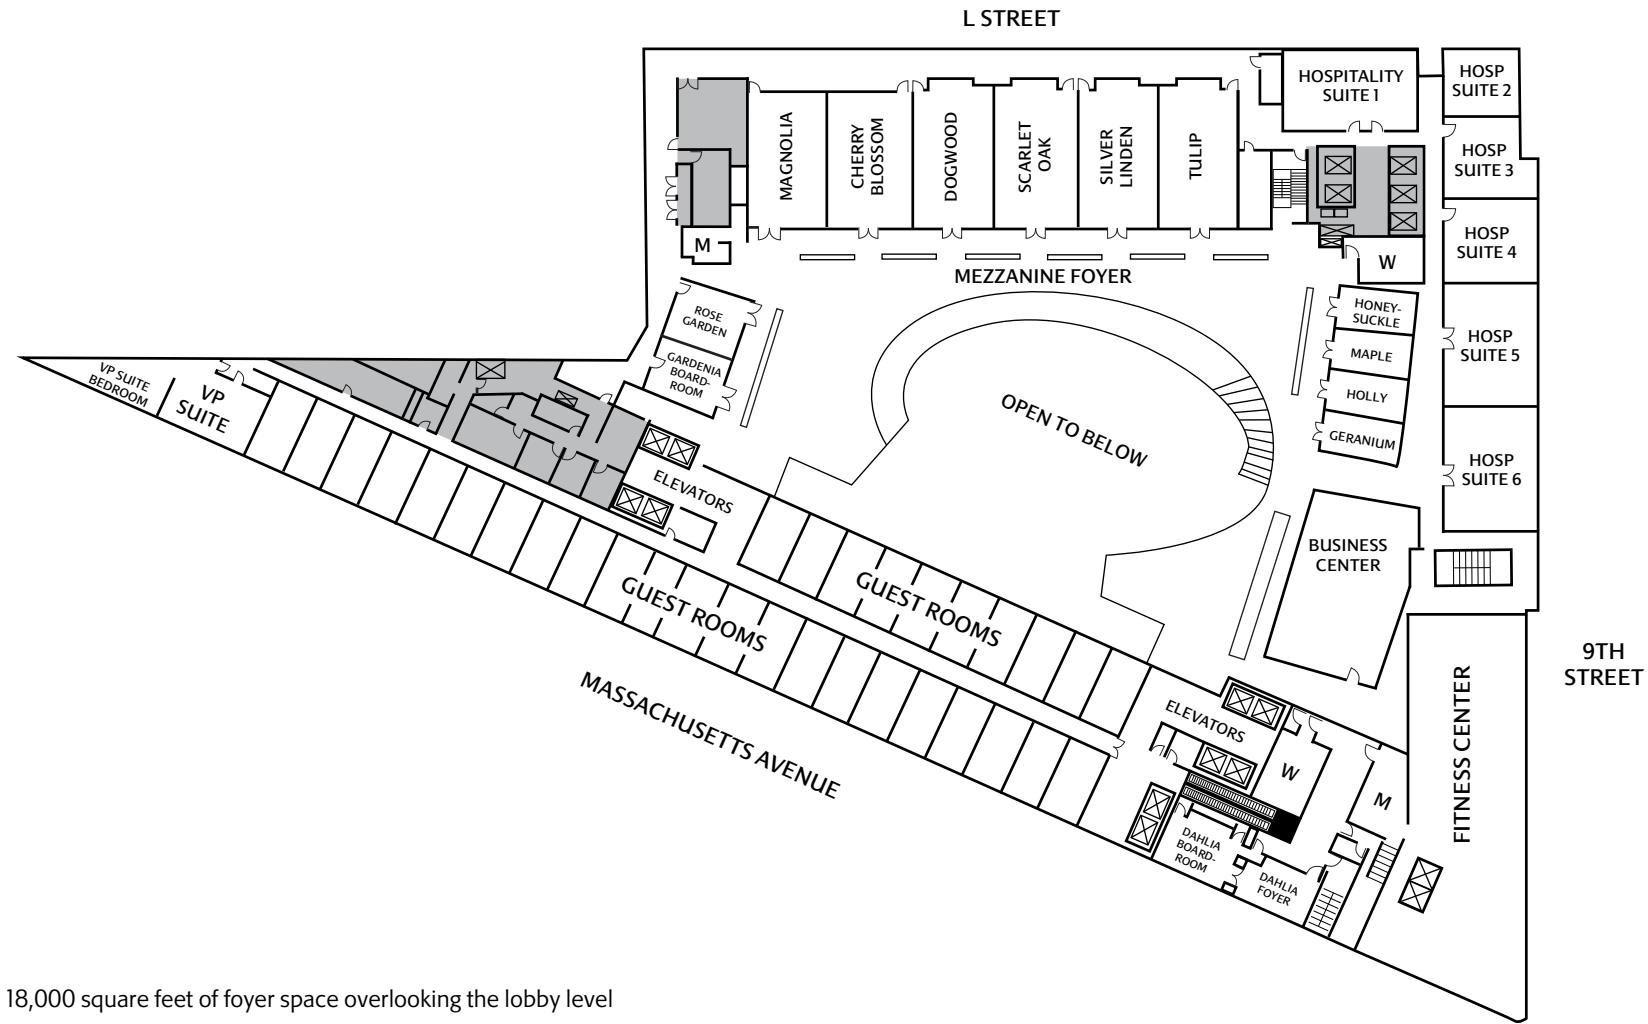 L STREET
HOSPITALITY
SUITE 1
HOSP
SUITE 2
HOSP
SUITE 3
HOSP
SUITE 4
HOSP
SUITE 5
HOSP
SUITE 6
MAGNOLIA
CHERRY
BLOSSOM
DOGWOOD
SCARLET
OAK
SILVER
LINDEN
TULIP
M
W
MEZZANINE FOYER
ROSE
GARDEN
GARDENIA
BOARD-
ROOM
HONEY-
SUCKLE
MAPLE
HOLLY
GERANIUM
VP SUITE
BEDROOM
VP
SUITE
OPEN TO BELOW
ELEVATORS
BUSINESS
CENTER
GUEST ROOMS
GUEST ROOMS
MASSACHUSETTS AVENUE
9TH
STREET
FITNESS CENTER
ELEVATORS
W
M
DAHLIA
BOARD-
ROOM
DAHLIA
FOYER
18,000 square feet of foyer space overlooking the lobby level